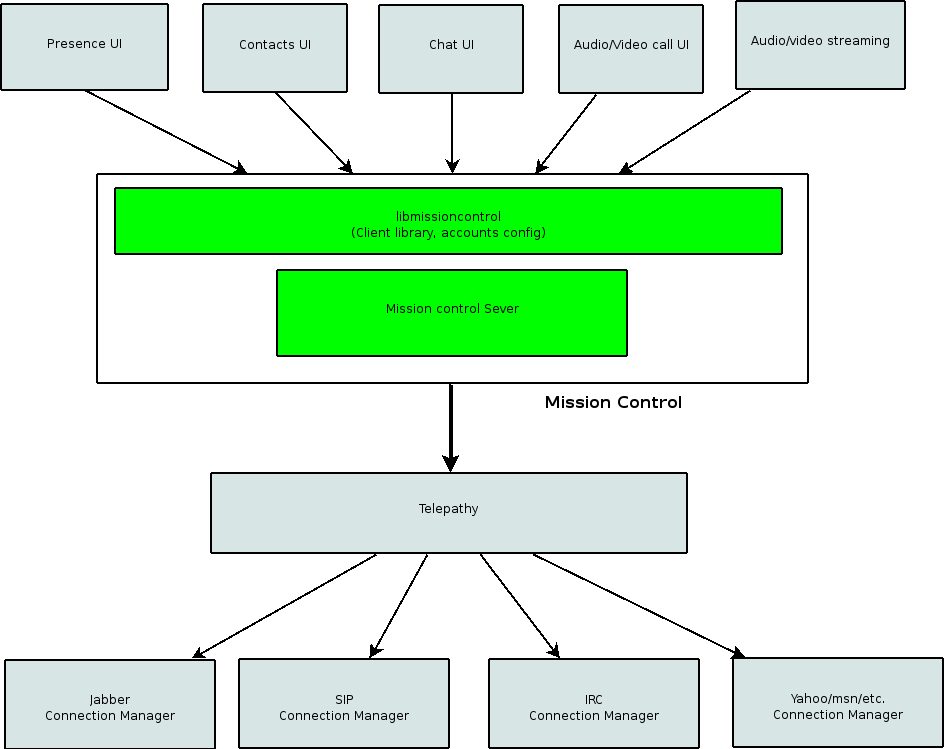 Presence UI
Contacts UI
Chat UI
Audio/Video call UI
Audio/video streaming
libmissioncontrol
(Client library, accounts config)
Mission control Sever
Mission Control
Telepathy
Jabber
Connection Manager
SIP
Connection Manager
IRC
Connection Manager
Yahoo/msn/etc.
Connection Manager